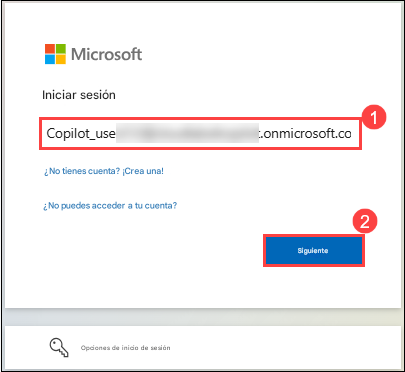 Microsoft
Iniciar sesión
1
Copilot_use .onmicrosoft.co
¿No tienes cuenta? ¡Crea una!
¿No puedes acceder a tu cuenta?
2
Siguiente
Opciones de inicio de sesión